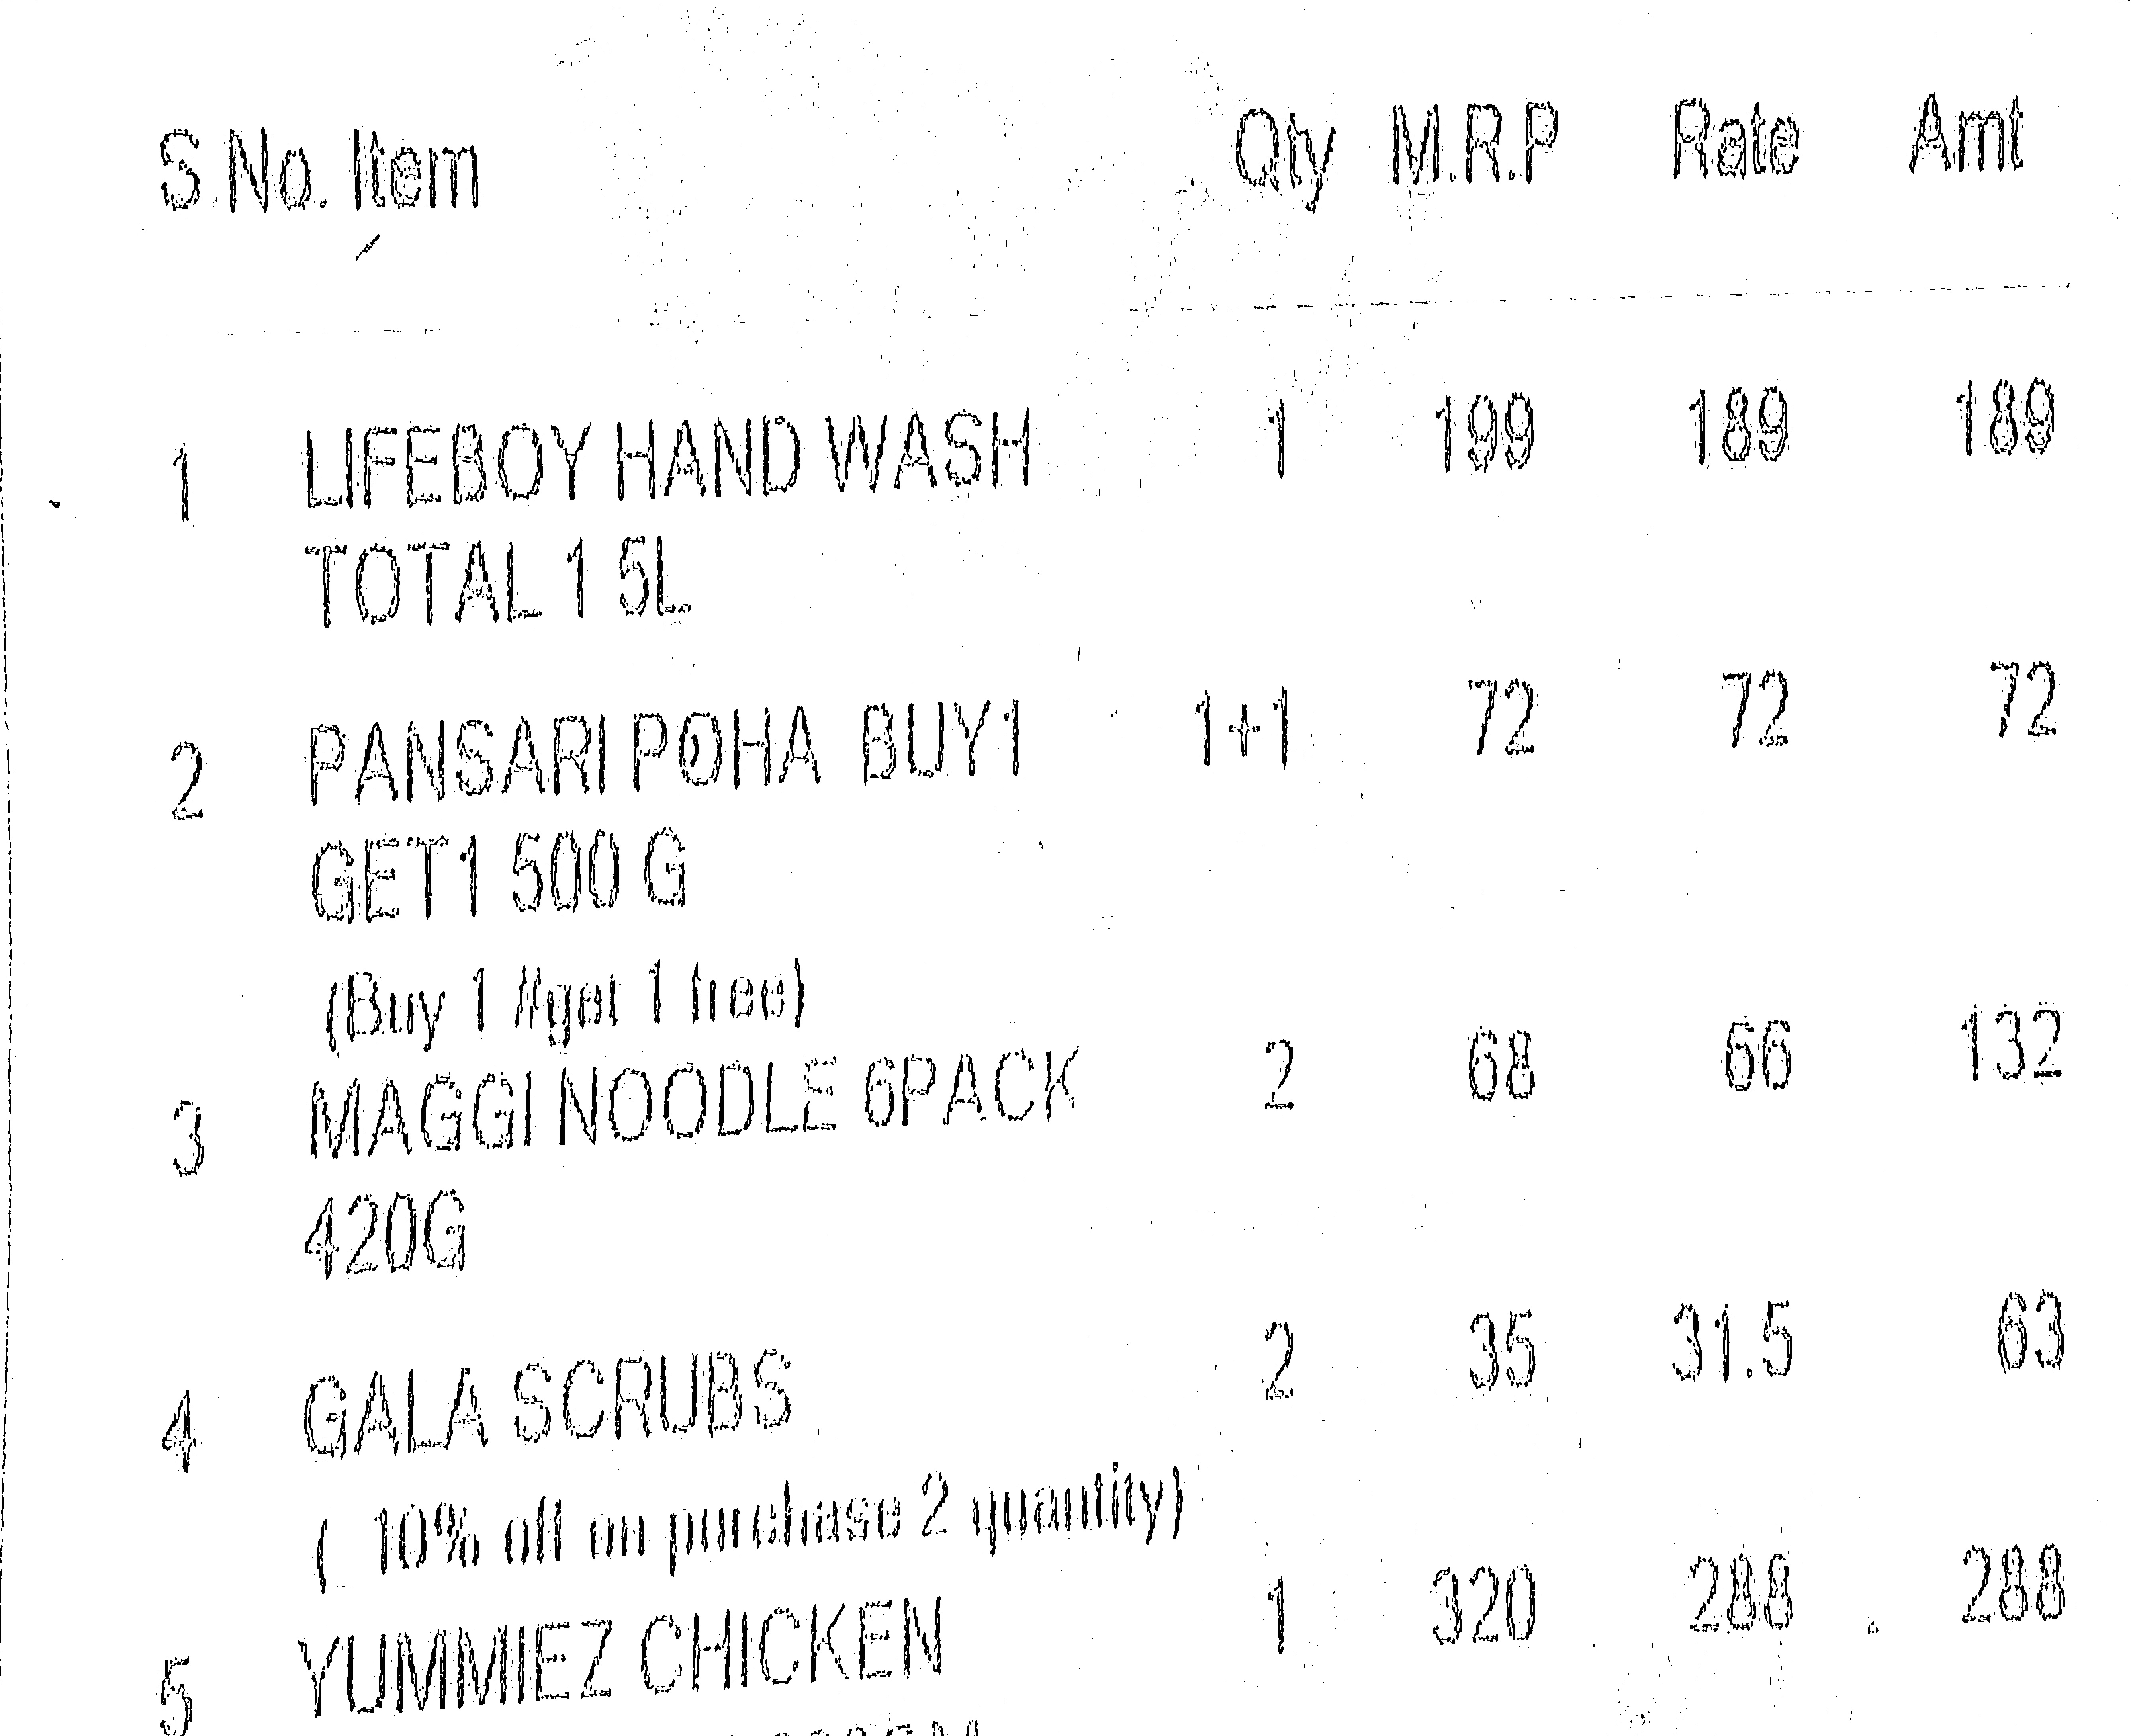 S.No. Item Qty M.R.P Rate Amt
1 LIFEBOY HAND WASH 1 199 189 189
TOTAL 1 5L
2 PANSARI POHA BUY1 1+1 72 72 72
GET1 500 G
(Buy 1 #get 1 free)
3 MAGGI NOODLE 6PACK 2 68 66 132
420G
4 GALA SCRUBS 2 35 31.5 63
( 10% off on purchase 2 quantity)
5 YUMMIEZ CHICKEN 1 320 288 288